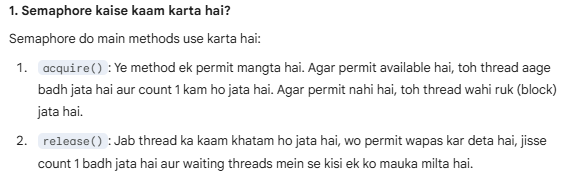 1. Semaphore kaise kaam karta hai?
Semaphore do main methods use karta hai:
1. acquire() : Ye method ek permit mangta hai. Agar permit available hai, toh thread aage
badh jata hai aur count 1 kam ho jata hai. Agar permit nahi hai, toh thread wahi ruk (block)
jata hai.
2. release() : Jab thread ka kaam khatam ho jata hai, wo permit wapas kar deta hai, jisse
count 1 badh jata hai aur waiting threads mein se kisi ek ko mauka milta hai.